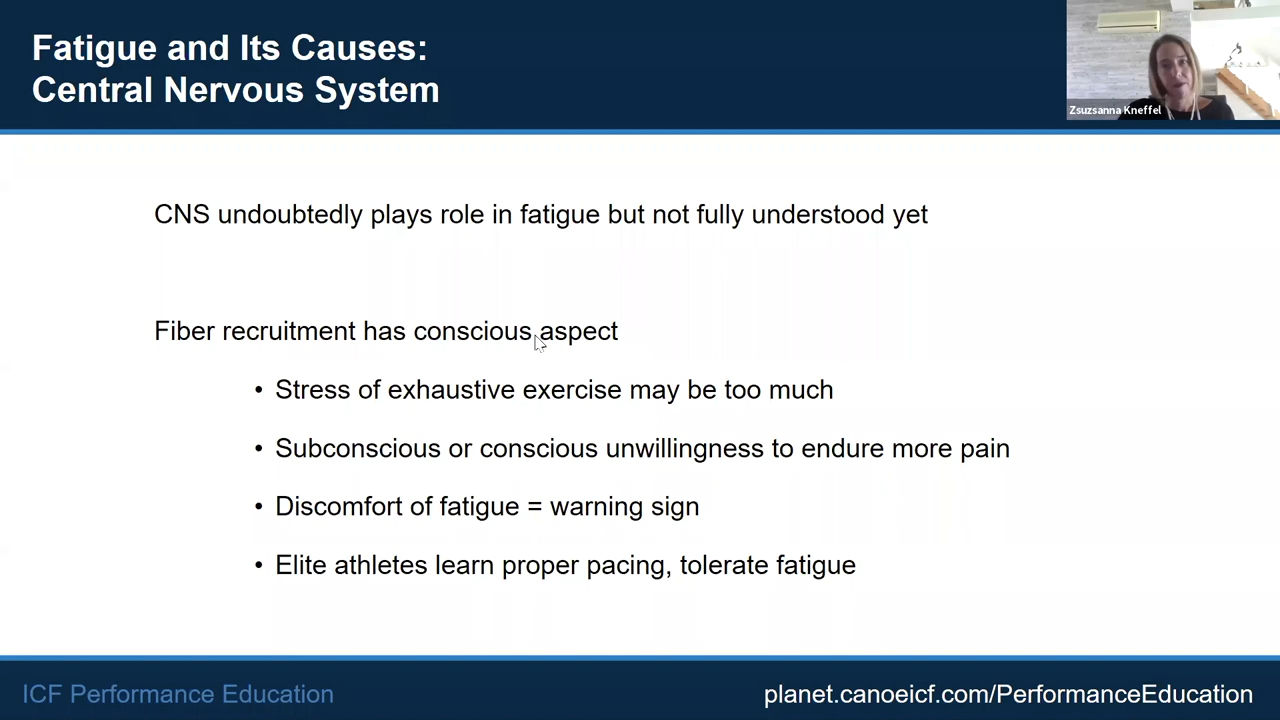 Fatigue and Its Causes:
Central Nervous System
Zsuzsanna Kneffel
CNS undoubtedly plays role in fatigue but not fully understood yet
Fiber recruitment has conscious aspect
• Stress of exhaustive exercise may be too much
• Subconscious or conscious unwillingness to endure more pain
• Discomfort of fatigue = warning sign
• Elite athletes learn proper pacing, tolerate fatigue
ICF Performance Education
planet.canoeicf.com/PerformanceEducation